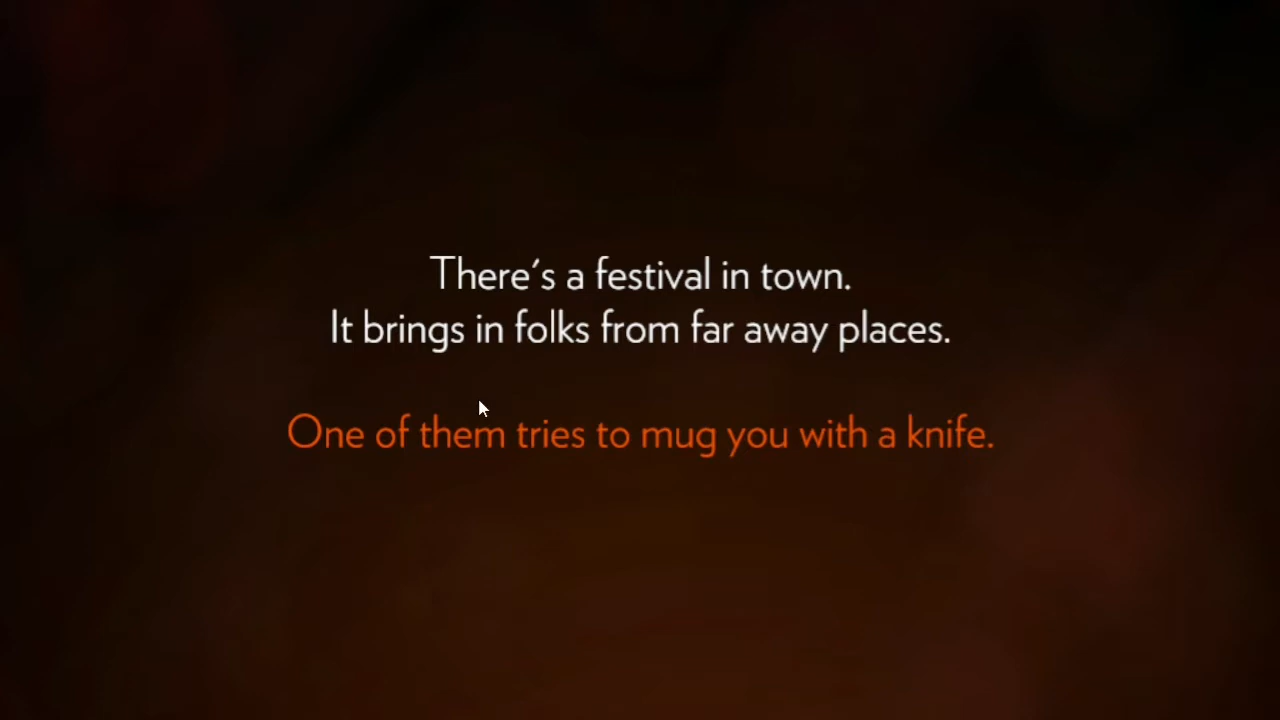 There's a festival in town.
It brings in folks from far away places.
One of them tries to mug you with a knife.